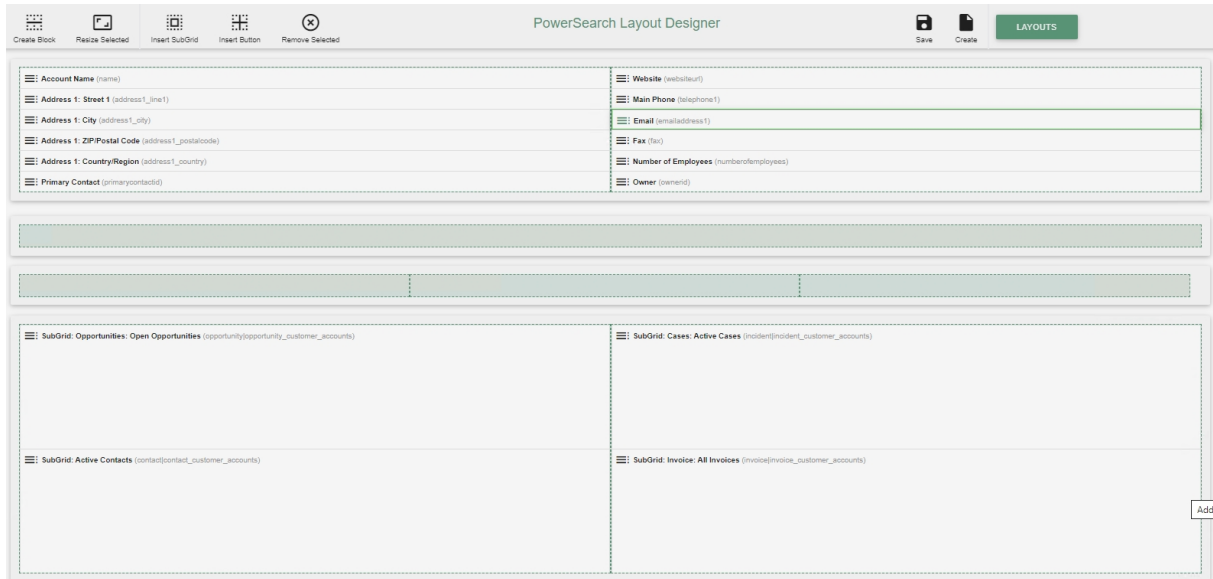 PowerSearch Layout Designer
Create Block Resize Selected Insert SubGrid Insert Button Remove Selected Save Create LAYOUTS
Account Name (name)
Address 1: Street 1 (address1_line1)
Address 1: City (address1_city)
Address 1: ZIP/Postal Code (address1_postalcode)
Address 1: Country/Region (address1_country)
Primary Contact (primarycontactid)
Website (websiteurl)
Main Phone (telephone1)
Email (emailaddress1)
Fax (fax)
Number of Employees (numberofemployees)
Owner (ownerid)
SubGrid: Opportunities: Open Opportunities (opportunity|opportunity_customer_accounts)
SubGrid: Cases: Active Cases (incident|incident_customer_accounts)
SubGrid: Active Contacts (contact|contact_customer_accounts)
SubGrid: Invoice: All Invoices (invoice|invoice_customer_accounts)
Add